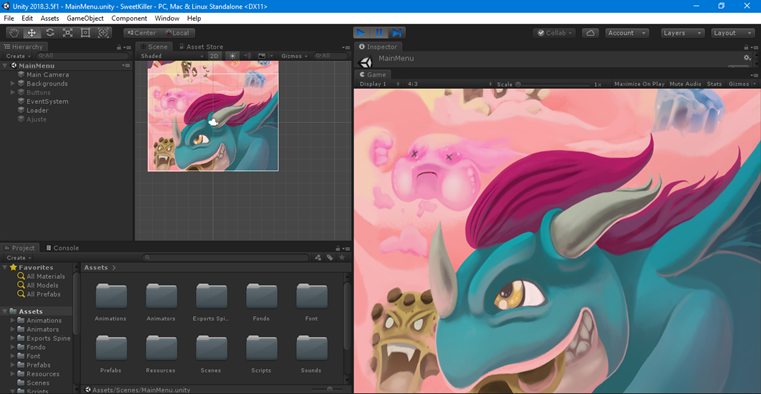 Unity 2018.3.5f1 - MainMenu.unity - SweetKiller - PC, Mac & Linux Standalone <DX11>
File Edit Assets GameObject Component Window Help
Center Local Collab Account Layers Layout
Hierarchy
Create All
MainMenu
Main Camera
Backgrounds
Buttons
EventSystem
Loader
Ajuste
Scene Asset Store
Shaded 2D Gizmos All
Inspector
MainMenu
Game
Display 1 4:3 Scale 1x Maximize On Play Mute Audio Stats Gizmos
Project Console
Create
Favorites
All Materials
All Models
All Prefabs
Assets
Animations
Animators
Exports Spine
Fondo
Font
Prefabs
Resources
Scenes
Scripts
Assets
Animations Animators Exports Spi... Fondo Font
Prefabs Resources Scenes Scripts Sounds
Assets/Scenes/MainMenu.unity